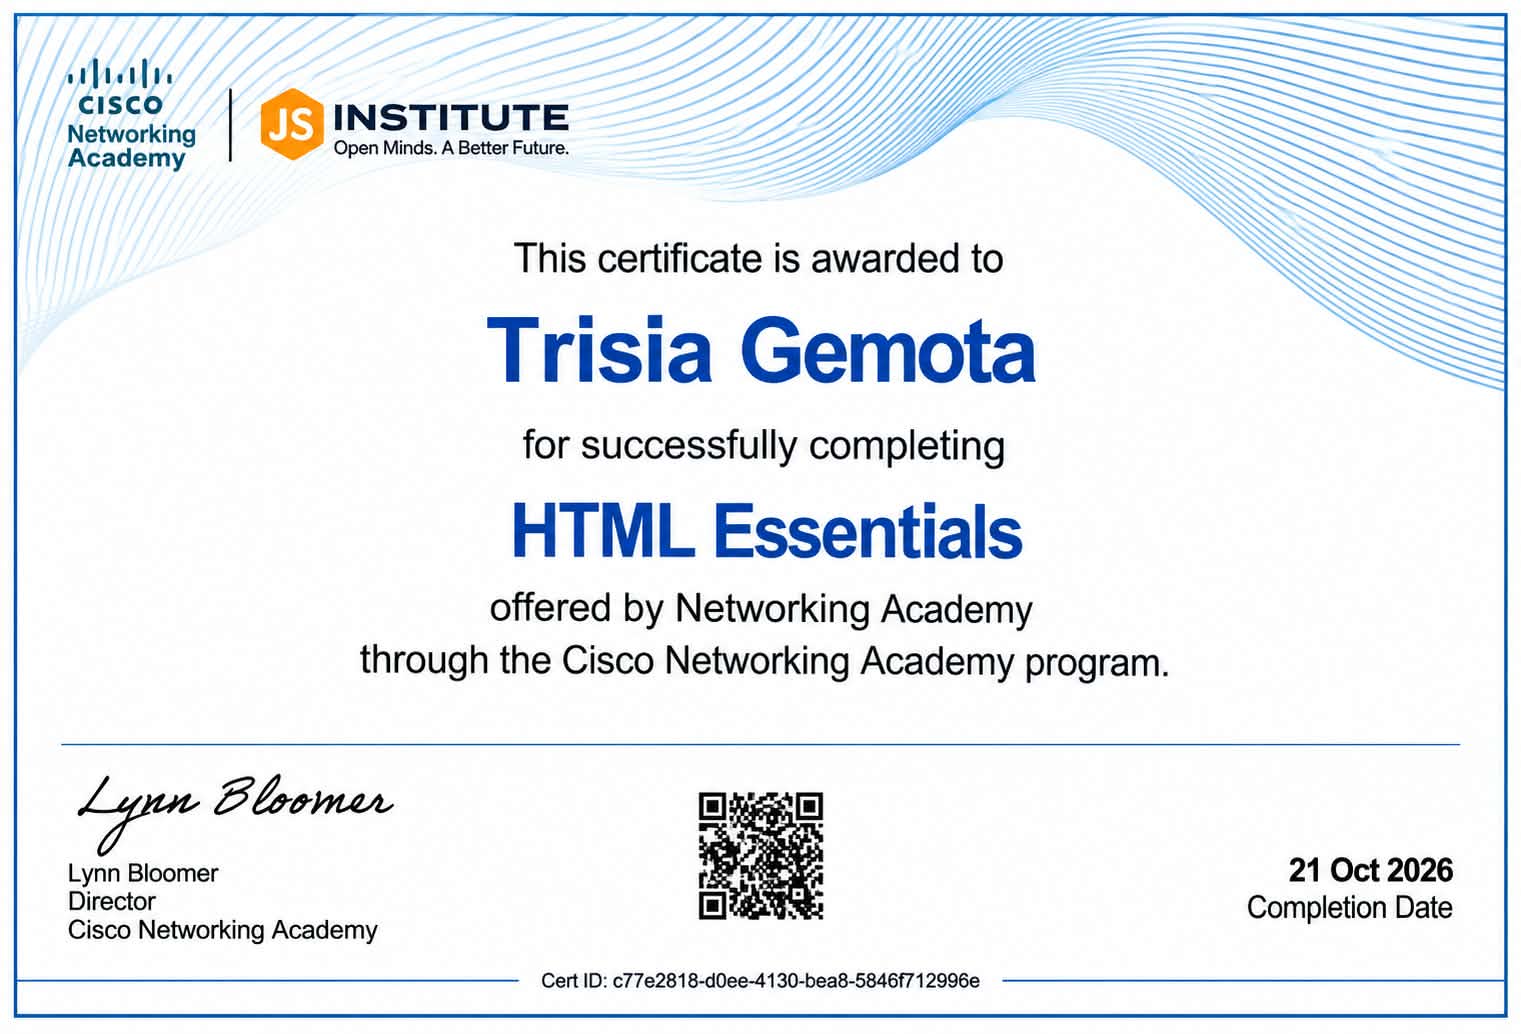 CISCO
Networking
Academy
JS INSTITUTE
Open Minds. A Better Future.
This certificate is awarded to
Trisia Gemota
for successfully completing
HTML Essentials
offered by Networking Academy
through the Cisco Networking Academy program.
Lynn Bloomer
Lynn Bloomer
Director
Cisco Networking Academy
21 Oct 2026
Completion Date
Cert ID: c77e2818-d0ee-4130-bea8-5846f712996e